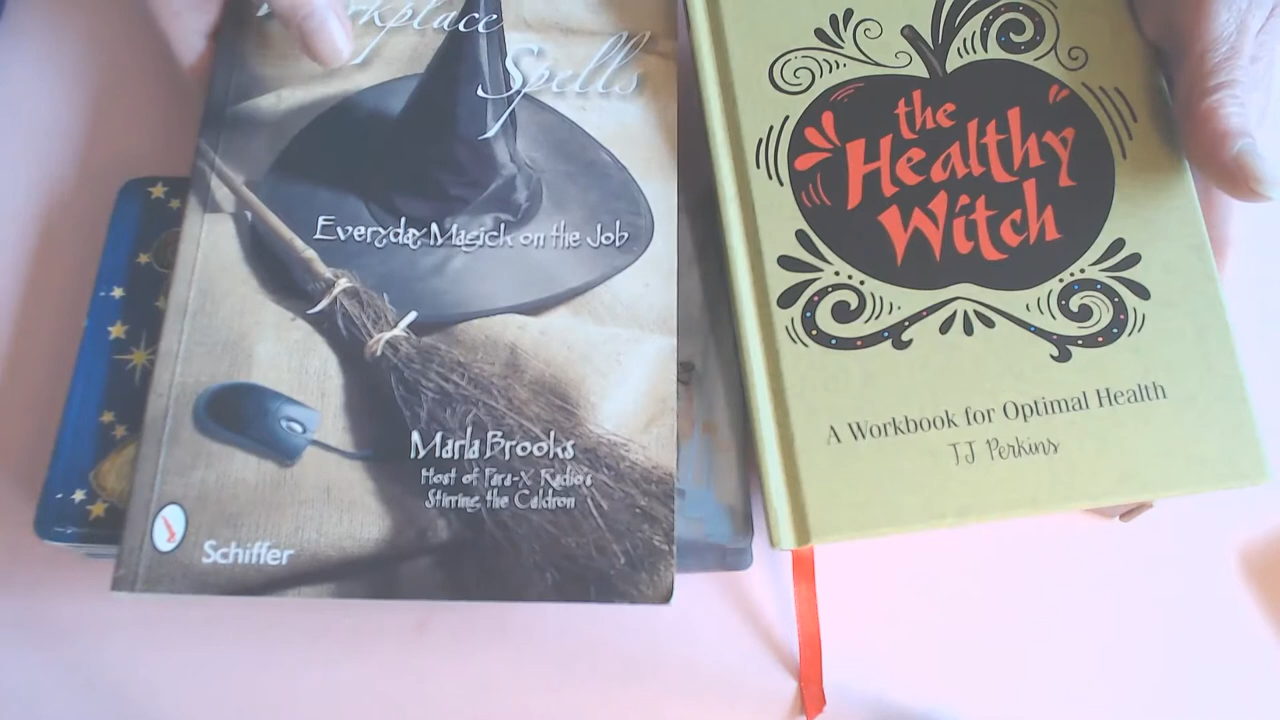 Workplace
Spells
Everyday Magick on the Job
Marla Brooks
Host of Para-X Radio's
Stirring the Caldron
Schiffer
the
Healthy
Witch
A Workbook for Optimal Health
TJ Perkins